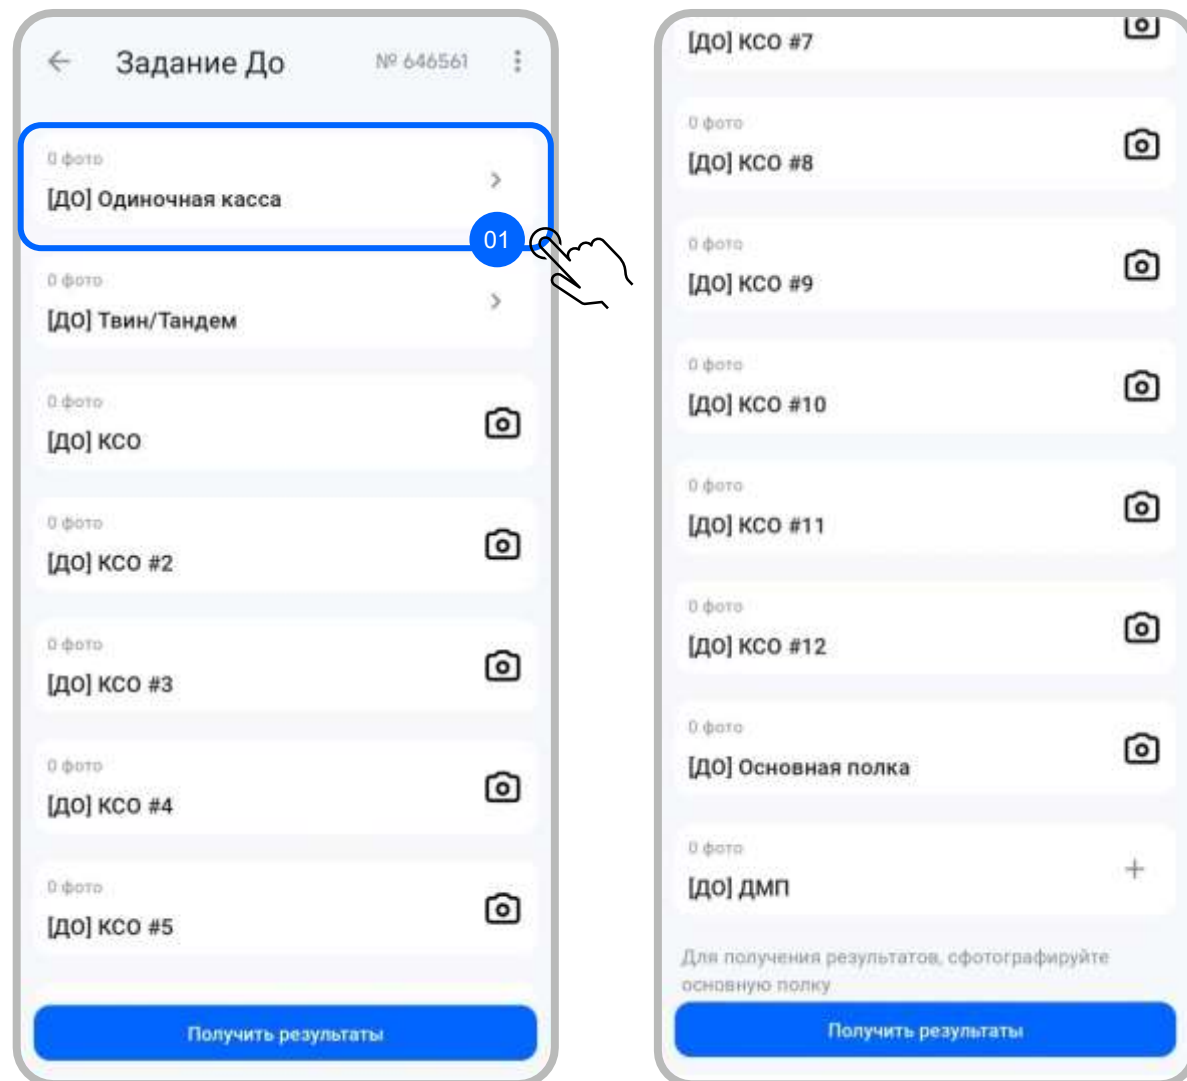 Задание До
№ 646561
0 фото
[ДО] Одиночная касса
01
0 фото
[ДО] Твин/Тандем
0 фото
[ДО] КСО
0 фото
[ДО] КСО #2
0 фото
[ДО] КСО #3
0 фото
[ДО] КСО #4
0 фото
[ДО] КСО #5
Получить результаты
[ДО] КСО #7
0 фото
[ДО] КСО #8
0 фото
[ДО] КСО #9
0 фото
[ДО] КСО #10
0 фото
[ДО] КСО #11
0 фото
[ДО] КСО #12
0 фото
[ДО] Основная полка
0 фото
[ДО] ДМП
Для получения результатов, сфотографируйте
основную полку
Получить результаты